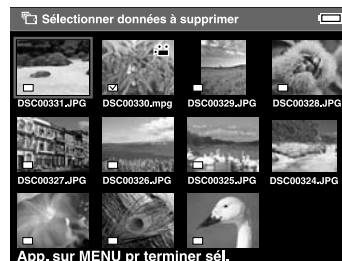 Sélectionner données à supprimer
DSC00331.JPG DSC00330.mpg DSC00329.JPG DSC00328.JPG
DSC00327.JPG DSC00326.JPG DSC00325.JPG DSC00324.JPG
App. sur MENU pr terminer sél.